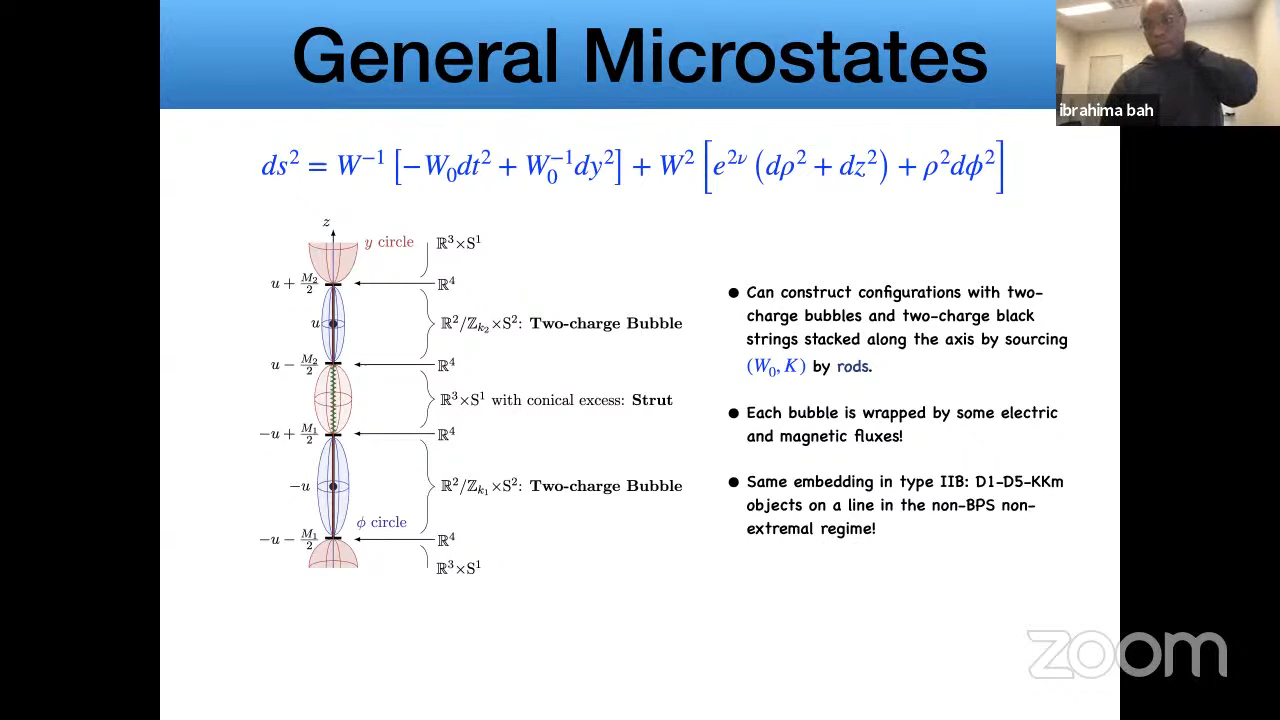 General Microstates
ibrahima bah
ds² = W⁻¹ [−W₀dt² + W₀⁻¹dy²] + W² [e²ᵛ (dρ² + dz²) + ρ²dϕ²]
z
y circle
ℝ³×S¹
u + M₂/2
ℝ⁴
u
ℝ²/ℤₖ₂×S²: Two-charge Bubble
u − M₂/2
ℝ⁴
ℝ³×S¹ with conical excess: Strut
−u + M₁/2
ℝ⁴
−u
ℝ²/ℤₖ₁×S²: Two-charge Bubble
ϕ circle
−u − M₁/2
ℝ⁴
ℝ³×S¹
● Can construct configurations with two-
charge bubbles and two-charge black
strings stacked along the axis by sourcing
(W₀, K) by rods.
● Each bubble is wrapped by some electric
and magnetic fluxes!
● Same embedding in type IIB: D1-D5-KKm
objects on a line in the non-BPS non-
extremal regime!
zoom